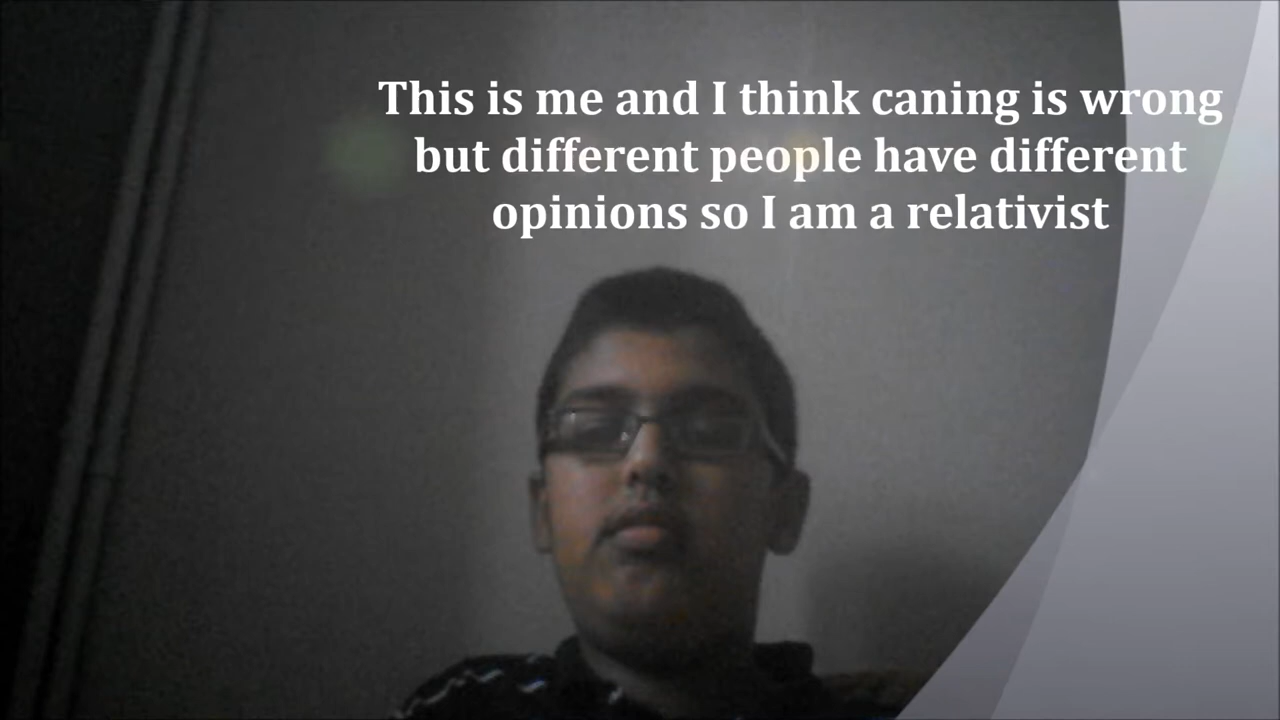 This is me and I think caning is wrong
but different people have different
opinions so I am a relativist